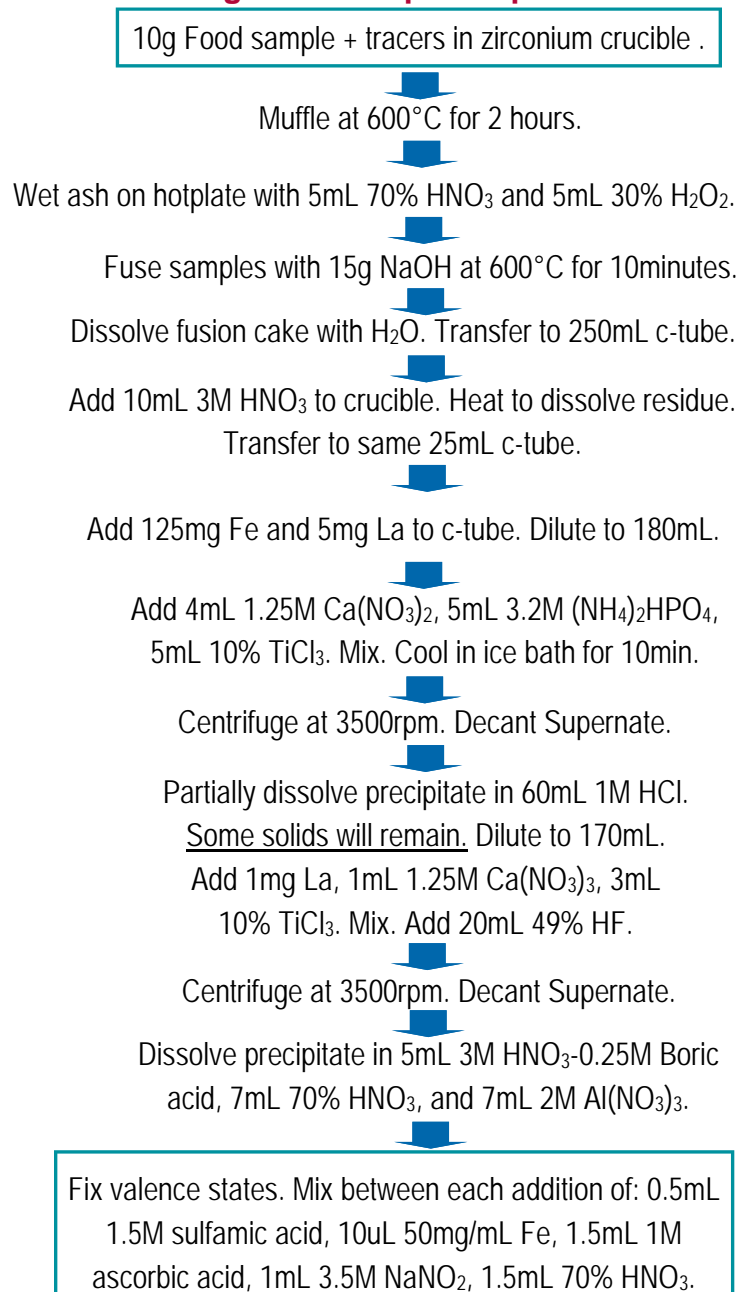 10g Food sample + tracers in zirconium crucible .
Muffle at 600°C for 2 hours.
Wet ash on hotplate with 5mL 70% HNO₃ and 5mL 30% H₂O₂.
Fuse samples with 15g NaOH at 600°C for 10minutes.
Dissolve fusion cake with H₂O. Transfer to 250mL c-tube.
Add 10mL 3M HNO₃ to crucible. Heat to dissolve residue.
Transfer to same 25mL c-tube.
Add 125mg Fe and 5mg La to c-tube. Dilute to 180mL.
Add 4mL 1.25M Ca(NO₃)₂, 5mL 3.2M (NH₄)₂HPO₄,
5mL 10% TiCl₃. Mix. Cool in ice bath for 10min.
Centrifuge at 3500rpm. Decant Supernate.
Partially dissolve precipitate in 60mL 1M HCl.
Some solids will remain. Dilute to 170mL.
Add 1mg La, 1mL 1.25M Ca(NO₃)₃, 3mL
10% TiCl₃. Mix. Add 20mL 49% HF.
Centrifuge at 3500rpm. Decant Supernate.
Dissolve precipitate in 5mL 3M HNO₃-0.25M Boric
acid, 7mL 70% HNO₃, and 7mL 2M Al(NO₃)₃.
Fix valence states. Mix between each addition of: 0.5mL
1.5M sulfamic acid, 10uL 50mg/mL Fe, 1.5mL 1M
ascorbic acid, 1mL 3.5M NaNO₂, 1.5mL 70% HNO₃.